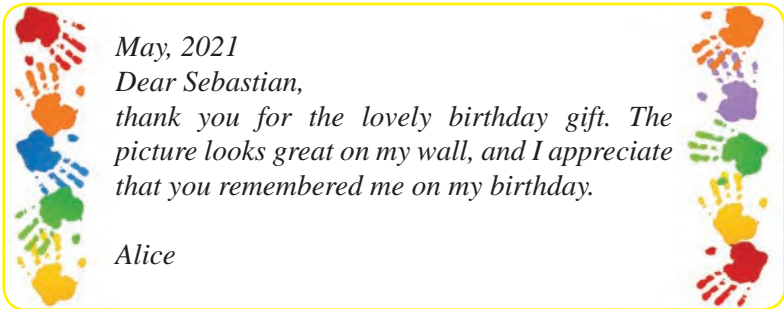 May, 2021
Dear Sebastian,
thank you for the lovely birthday gift. The
picture looks great on my wall, and I appreciate
that you remembered me on my birthday.
Alice